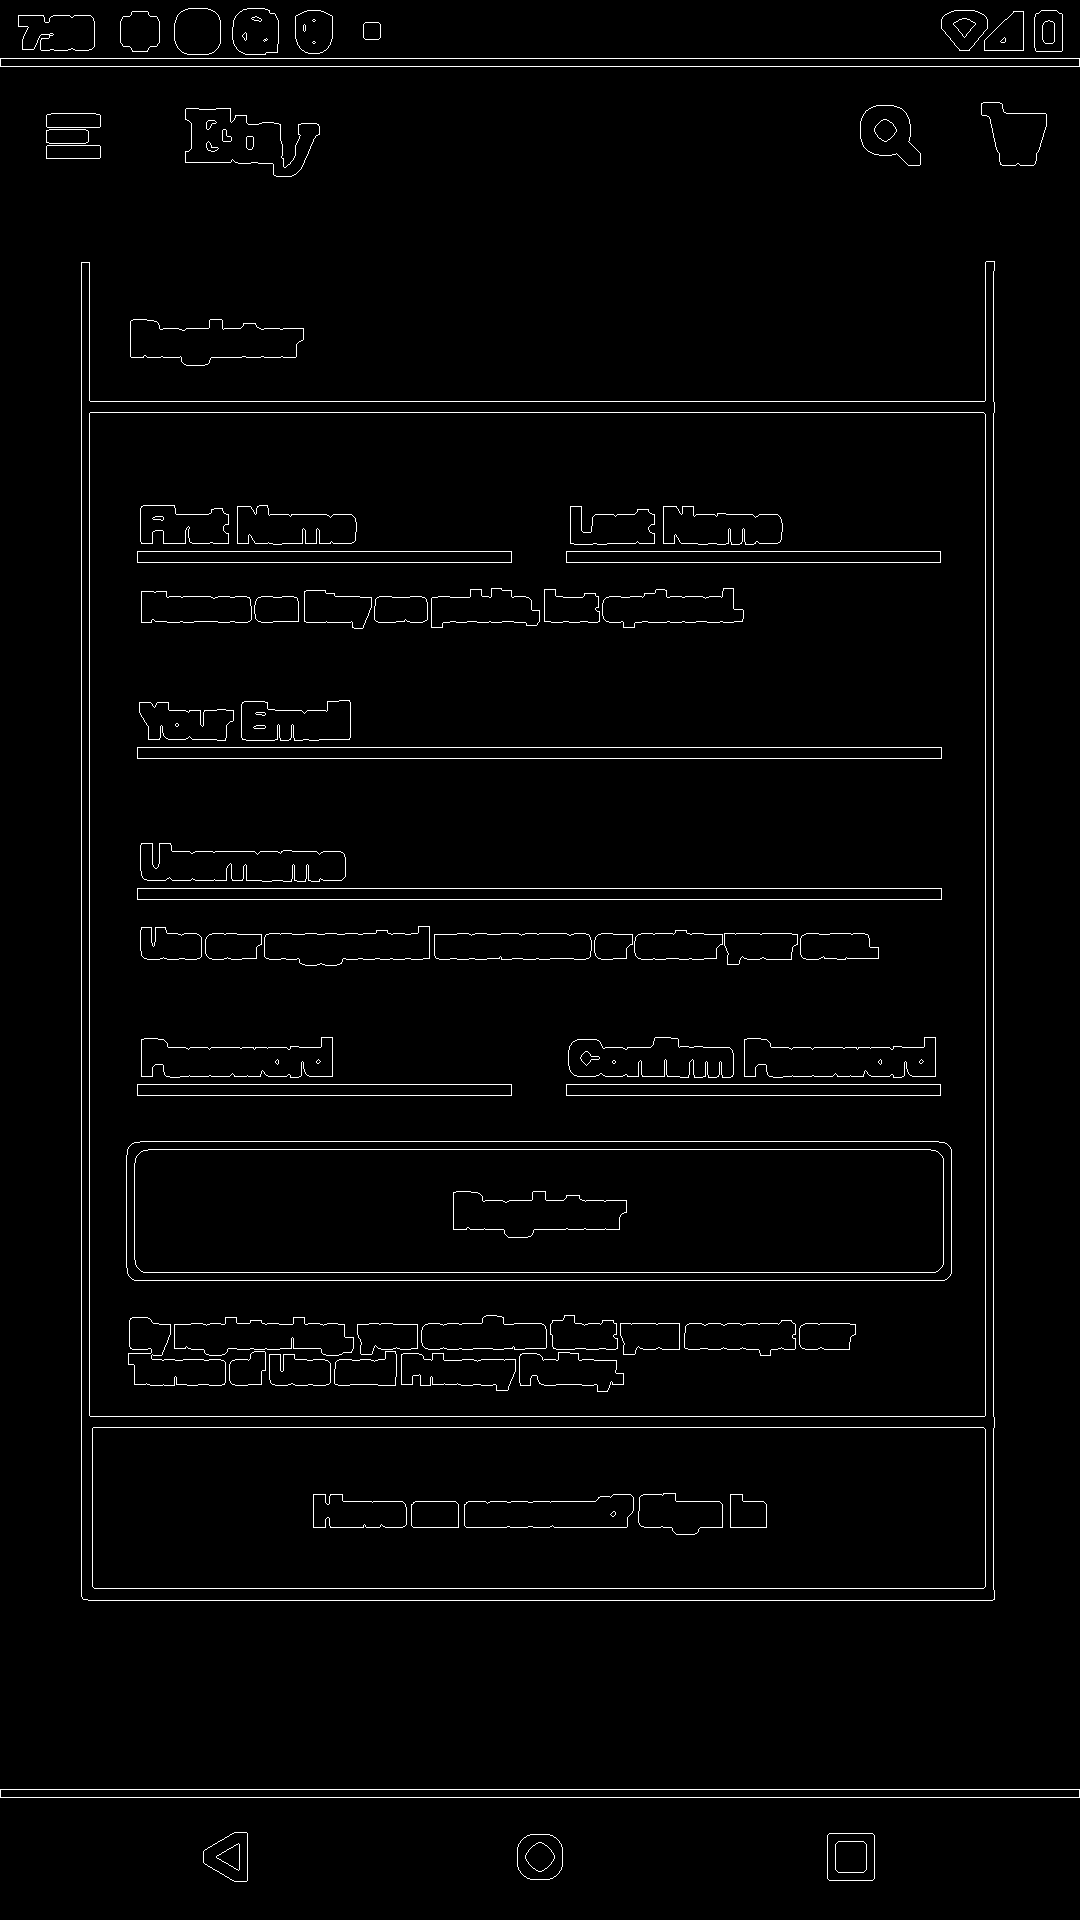 Etsy
Register
First Name Last Name
Names on Etsy are public, but optional.
Your Email
Username
Use our suggested username or enter your own.
Password Confirm Password
Register
By registering, you confirm that you accept our
Terms of Use and Privacy Policy.
Have an account? Sign In